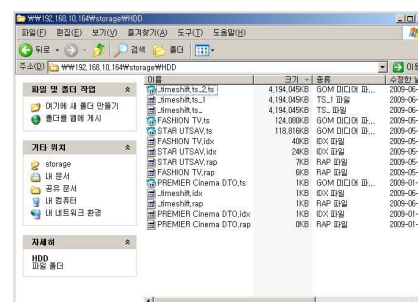 ₩₩192,168,10,164₩storage₩HDD
파일(F) 편집(E) 보기(V) 즐겨찾기(A) 도구(T) 도움말(H)
뒤로 검색 폴더
주소(D) ₩₩192,168,10,164₩storage₩HDD
이름 크기 종류 수정한 날
파일 및 폴더 작업
여기에 새 폴더 만들기
폴더를 웹에 게시
기타 위치
storage
내 문서
공유 문서
내 컴퓨터
내 네트워크 환경
자세히
HDD
파일 폴더
_timeshift,ts_2,ts 4,194,045KB GOM 미디어 파... 2009-06-
_timeshift,ts_1 4,194,045KB TS_1 파일 2009-06-
_timeshift,ts_ 4,194,045KB TS_ 파일 2009-06-
FASHION TV,ts 124,080KB GOM 미디어 파... 2009-05-
STAR UTSAV,ts 118,816KB GOM 미디어 파... 2009-05-
FASHION TV,idx 40KB IDX 파일 2009-05-
STAR UTSAV,idx 24KB IDX 파일 2009-05-
STAR UTSAV,rap 7KB RAP 파일 2009-05-
FASHION TV,rap 6KB RAP 파일 2009-05-
PREMIER Cinema DTO,ts 1KB GOM 미디어 파... 2009-01-
_timeshift,idx 1KB IDX 파일 2009-06-
_timeshift,rap 1KB RAP 파일 2009-06-
PREMIER Cinema DTO,idx 1KB IDX 파일 2009-01-
PREMIER Cinema DTO,rap 0KB RAP 파일 2009-01-